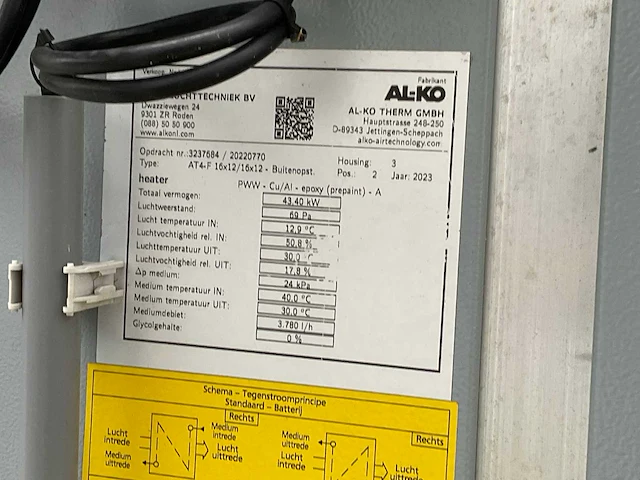 Fabrikant
LUCHTTECHNIEK BV
Dwazziewegen 24
9301 ZR Roden
(088) 50 50 900
www.alkonl.com
AL-KO
AL-KO THERM GMBH
Hauptstrasse 248-250
D-89343 Jettingen-Scheppach
alko-airtechnology.com
Opdracht nr.:3237684 / 20220770
Type: AT4-F 16x12/16x12 - Buitenopst.
Housing: 3
Pos.: 2 Jaar: 2023
heater PWW - Cu/Al - epoxy (prepaint) - A
Totaal vermogen: 43.40 kW
Luchtweerstand: 69 Pa
Lucht temperatuur IN: 12.9 °C
Luchtvochtigheid rel. IN: 50.8 %
Luchttemperatuur UIT: 30.0 °C
Luchtvochtigheid rel. UIT: 17.8 %
Δp medium: 24 kPa
Medium temperatuur IN: 40.0 °C
Medium temperatuur UIT: 30.0 °C
Mediumdebiet: 3.780 l/h
Glycolgehalte: 0 %
Schema - Tegenstroomprincipe
Standaard - Batterij
Rechts
Rechts
Lucht intrede
Medium uittrede
Medium intrede
Lucht uittrede
Medium uittrede
Lucht intrede
Lucht uittrede